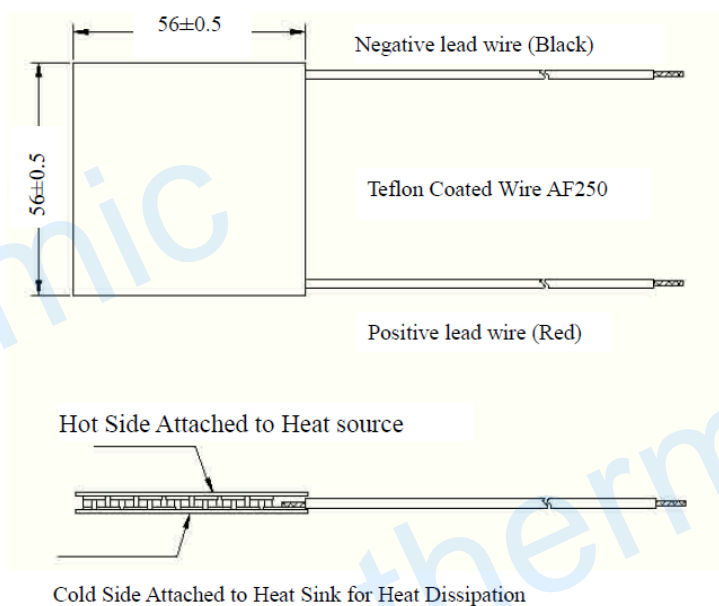 56±0.5
Negative lead wire (Black)
56±0.5
Teflon Coated Wire AF250
Positive lead wire (Red)
Hot Side Attached to Heat source
Cold Side Attached to Heat Sink for Heat Dissipation
mic
therm